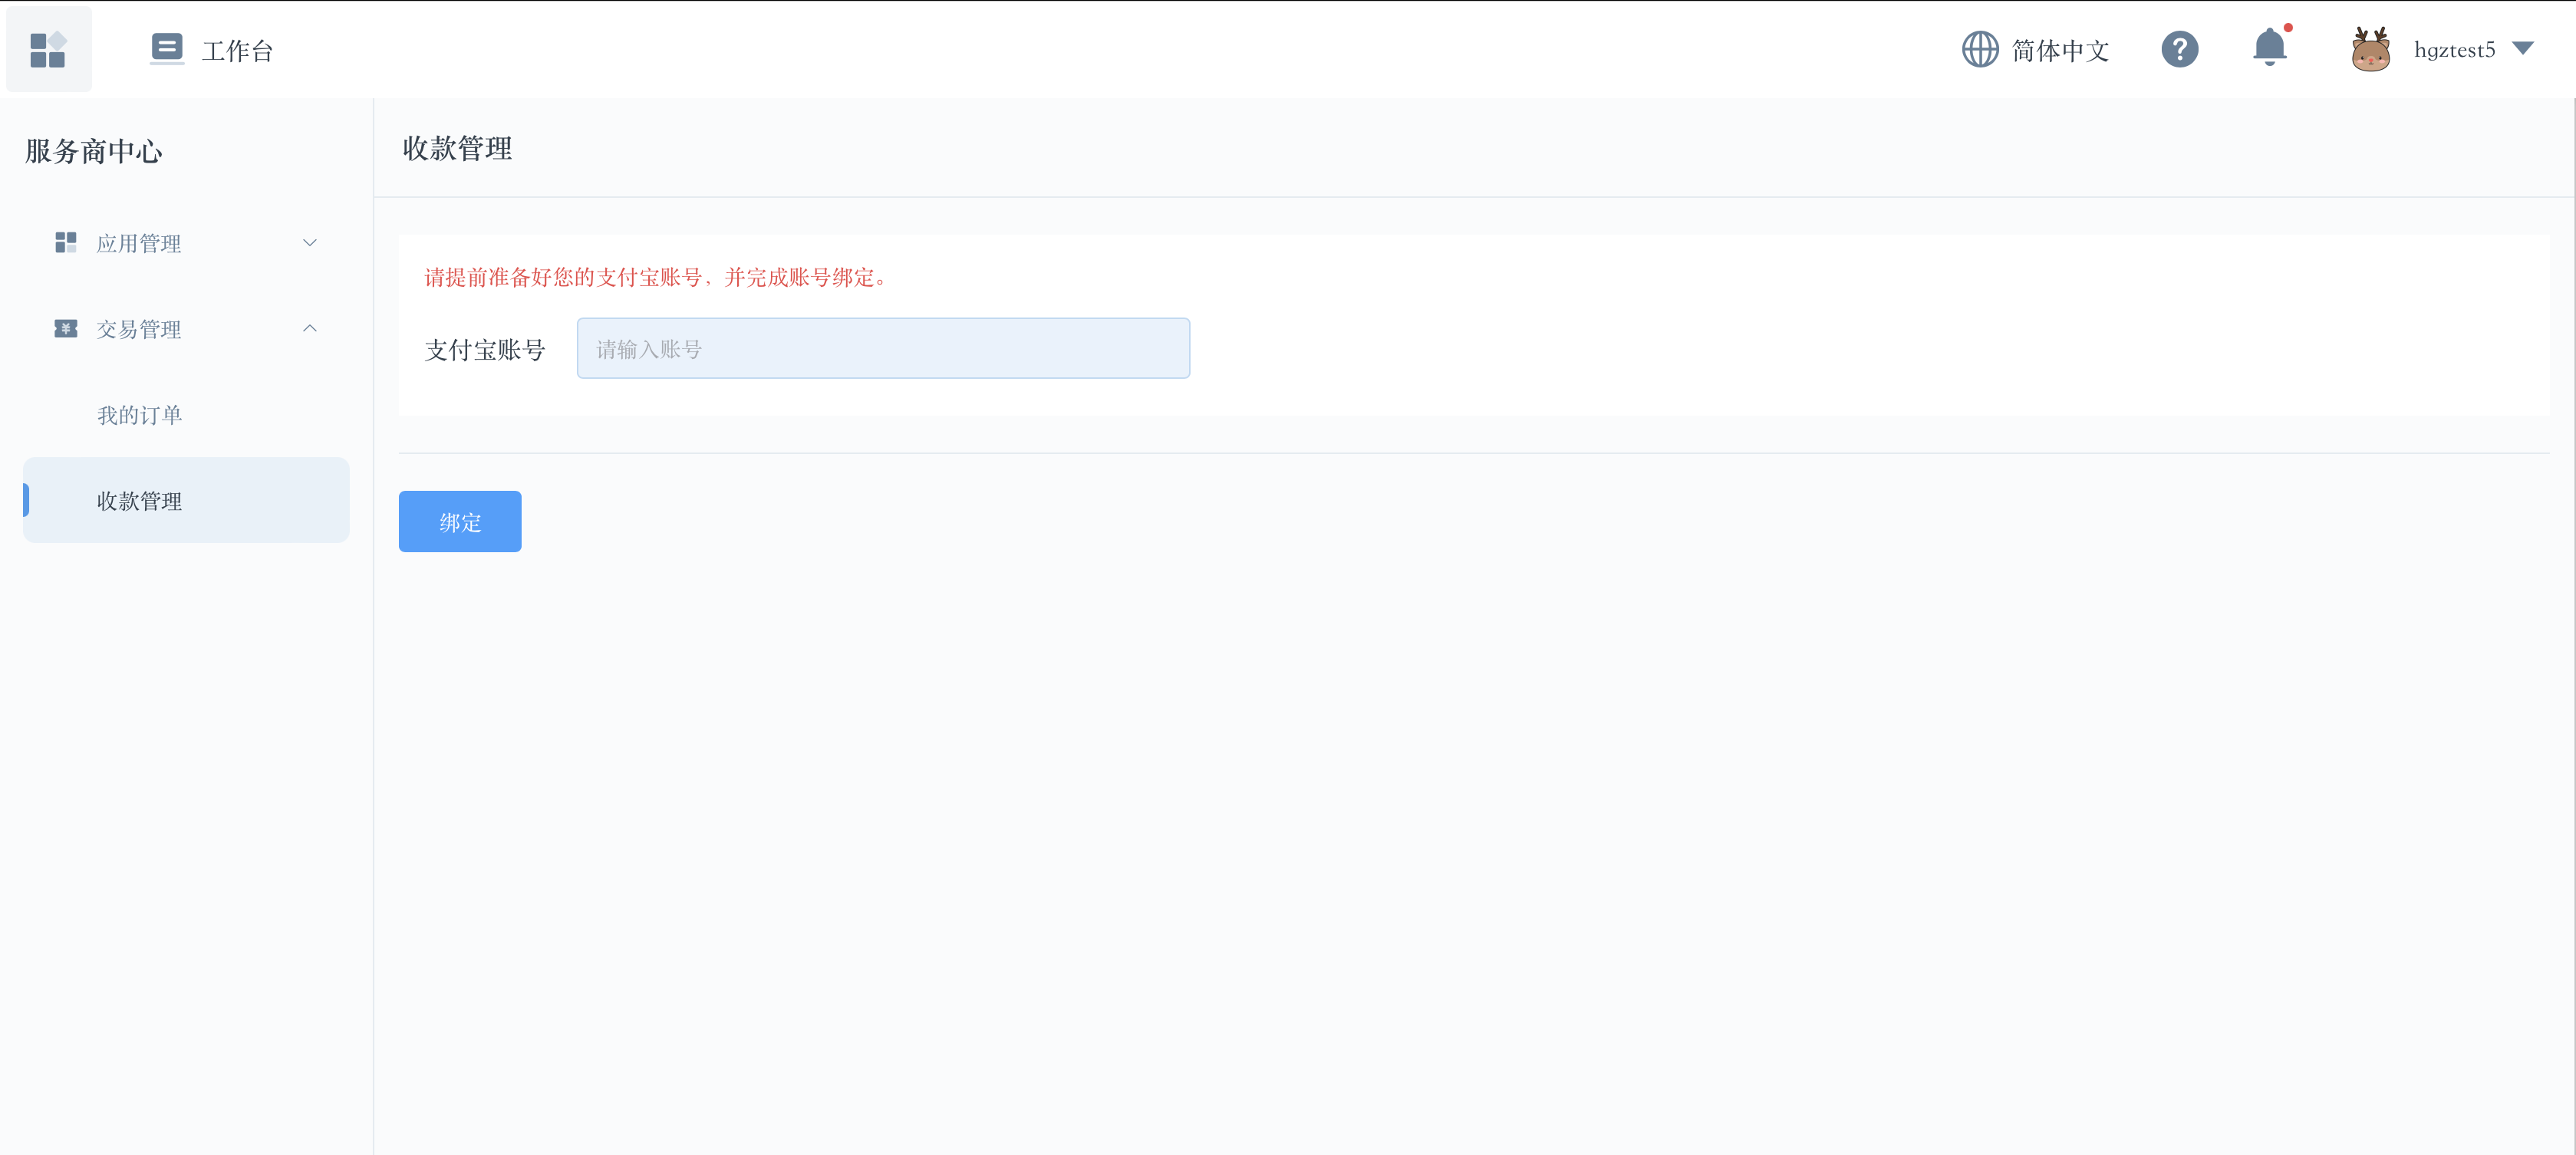 工作台
简体中文
hgztest5
服务商中心
应用管理
交易管理
我的订单
收款管理
收款管理
请提前准备好您的支付宝账号，并完成账号绑定。
支付宝账号
请输入账号
绑定